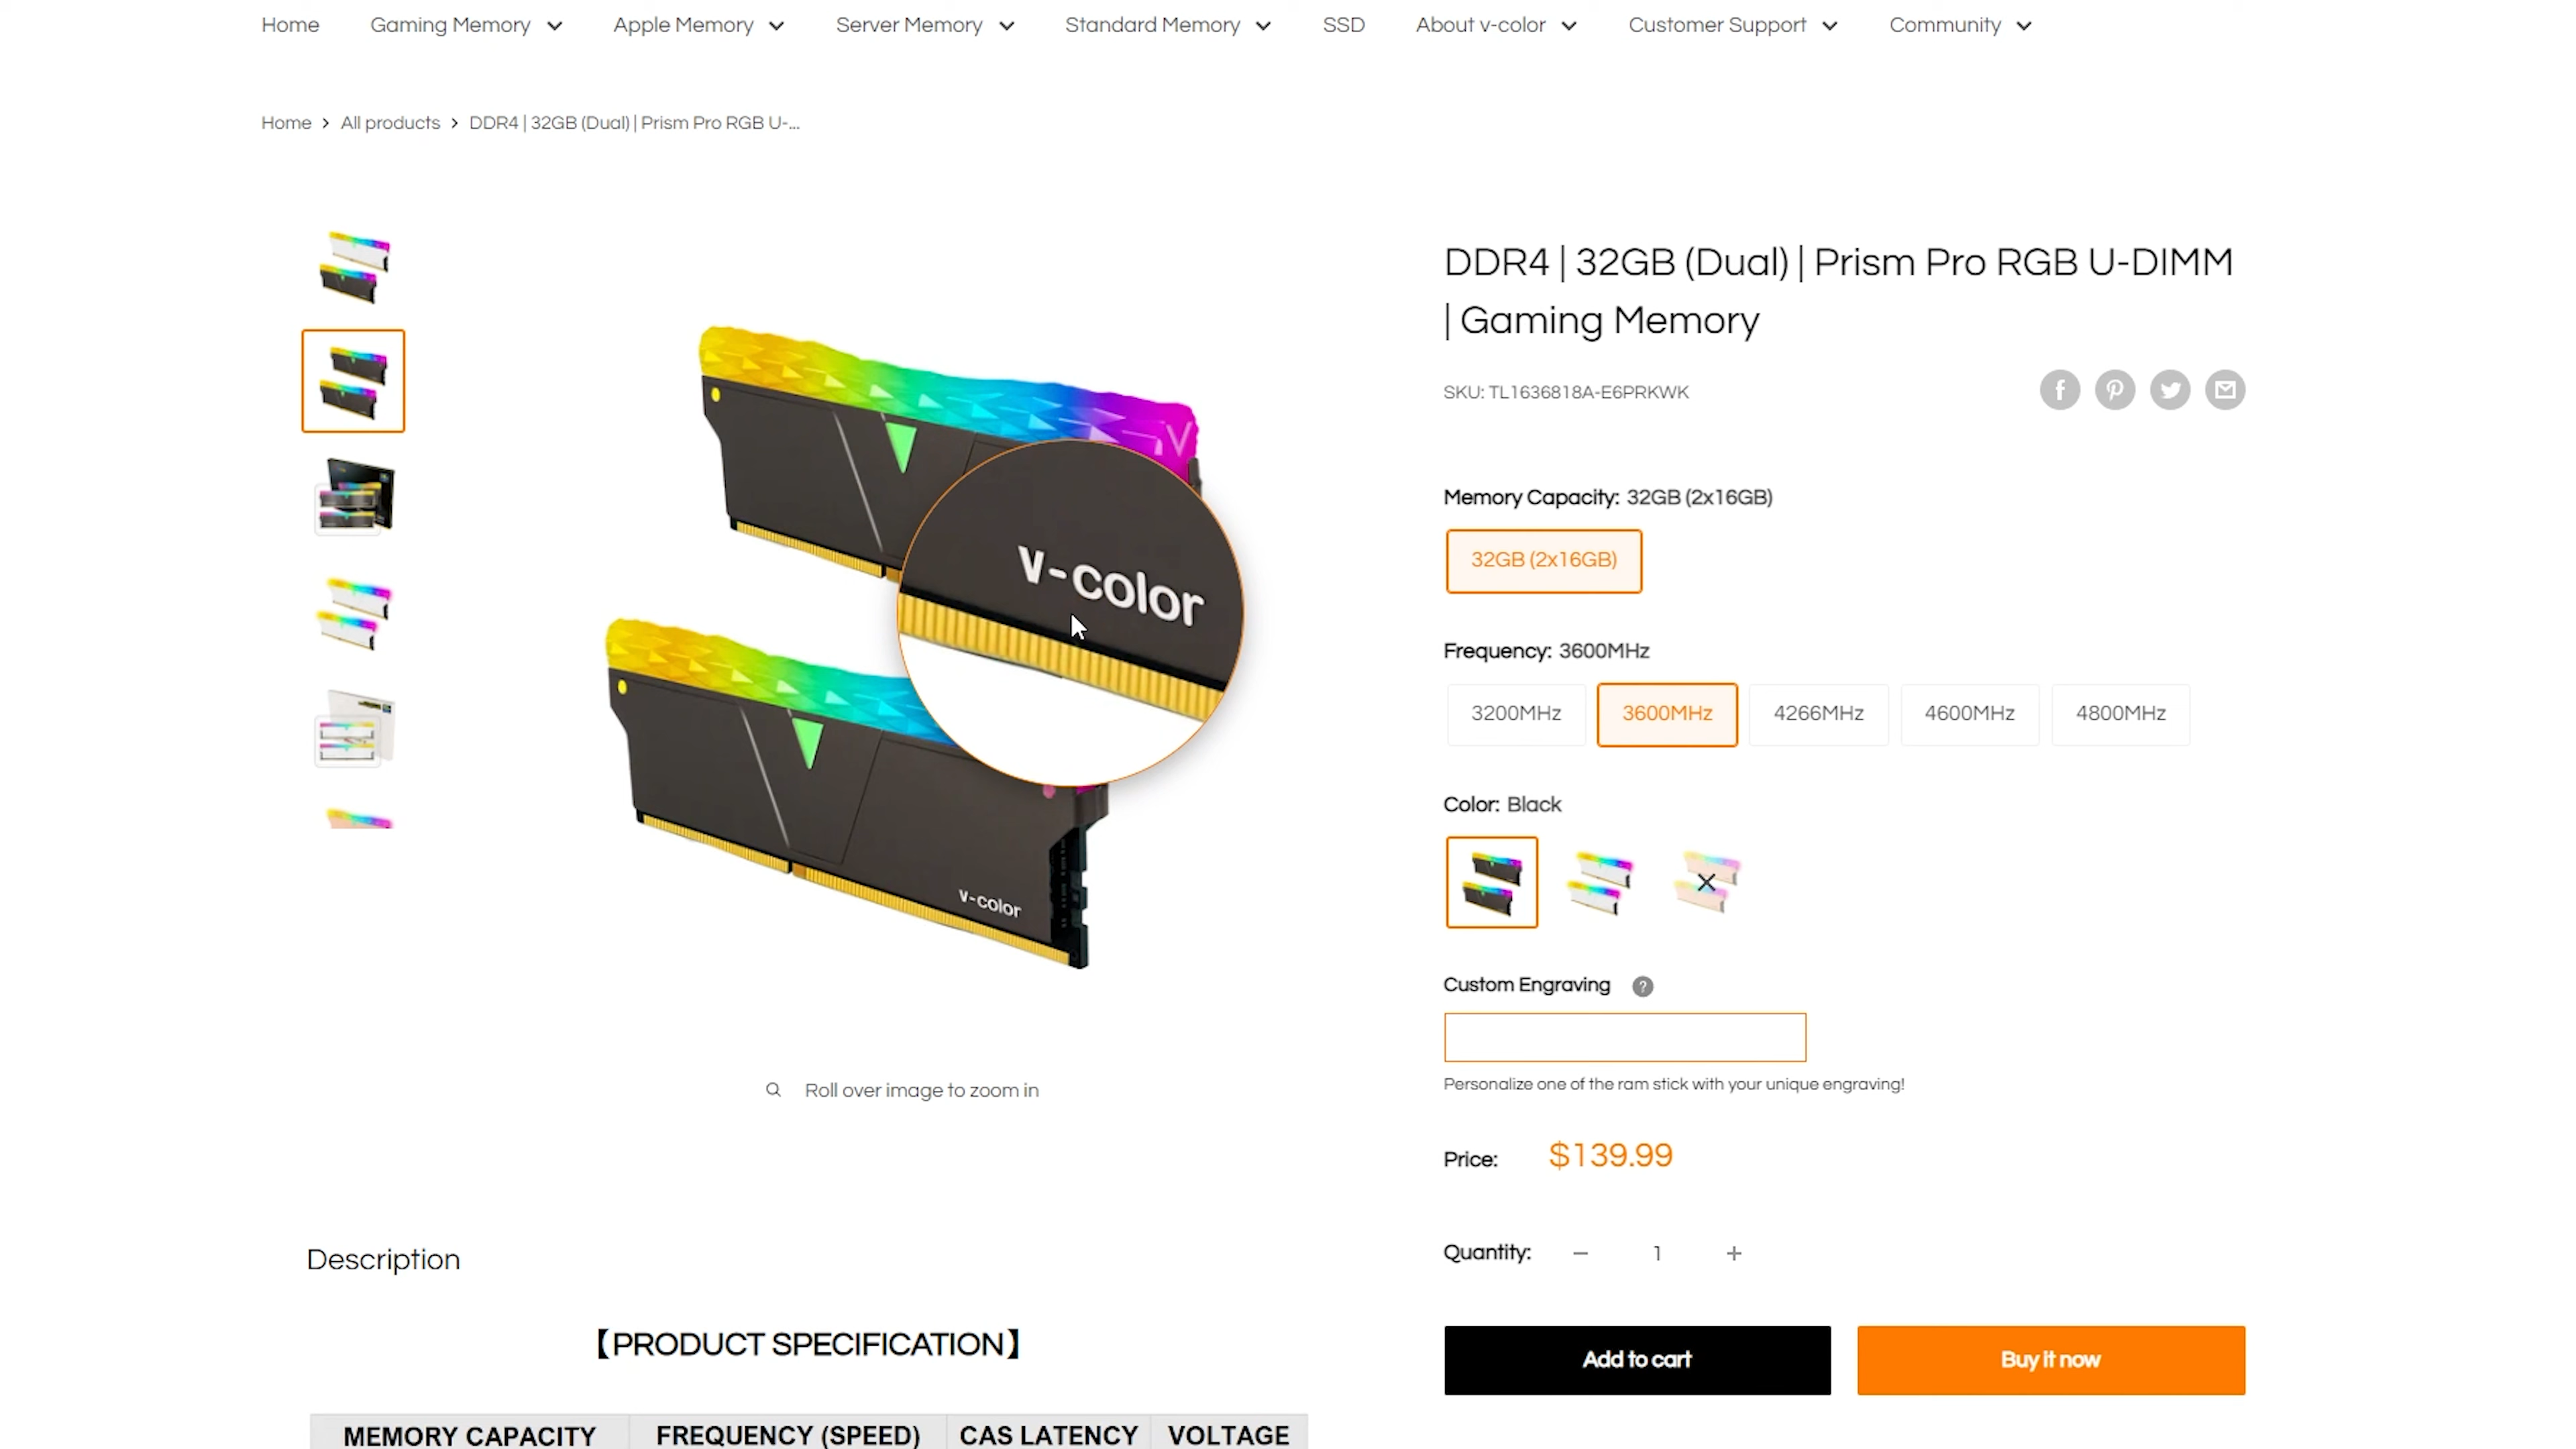 Home Gaming Memory Apple Memory Server Memory Standard Memory SSD About v-color Customer Support Community
Home > All products > DDR4 | 32GB (Dual) | Prism Pro RGB U-...
DDR4 | 32GB (Dual) | Prism Pro RGB U-DIMM
| Gaming Memory
SKU: TL1636818A-E6PRKWK
Memory Capacity: 32GB (2x16GB)
32GB (2x16GB)
Frequency: 3600MHz
3200MHz 3600MHz 4266MHz 4600MHz 4800MHz
Color: Black
Custom Engraving ?
Personalize one of the ram stick with your unique engraving!
Price: $139.99
Quantity: − 1 +
Add to cart Buy it now
V
v-color
v-color
Roll over image to zoom in
Description
【PRODUCT SPECIFICATION】
MEMORY CAPACITY FREQUENCY (SPEED) CAS LATENCY VOLTAGE